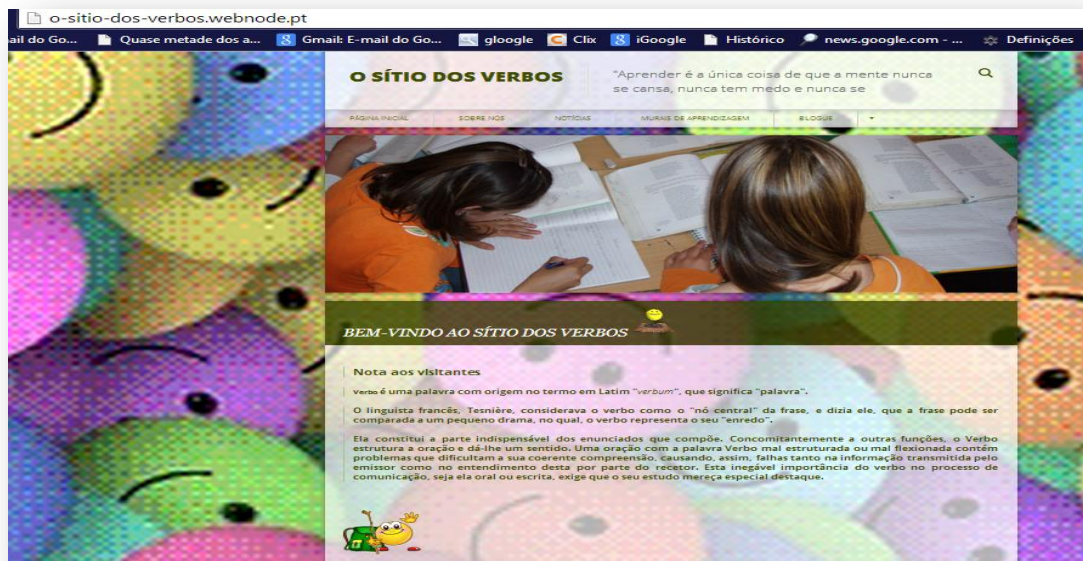 o-sitio-dos-verbos.webnode.pt
ail do Go... Quase metade dos a... Gmail: E-mail do Go... gloogle Clix iGoogle Histórico news.google.com - ... Definições
O SÍTIO DOS VERBOS
"Aprender é a única coisa de que a mente nunca
se cansa, nunca tem medo e nunca se
PÁGINA INICIAL SOBRE NÓS NOTÍCIAS MURAIS DE APRENDIZAGEM BLOGUE
BEM-VINDO AO SÍTIO DOS VERBOS
Nota aos visitantes
Verbo é uma palavra com origem no termo em Latim "verbum", que significa "palavra".
O linguista francês, Tesnière, considerava o verbo como o "nó central" da frase, e dizia ele, que a frase pode ser
comparada a um pequeno drama, no qual, o verbo representa o seu "enredo".
Ela constitui a parte indispensável dos enunciados que compõe. Concomitantemente a outras funções, o Verbo
estrutura a oração e dá-lhe um sentido. Uma oração com a palavra Verbo mal estruturada ou mal flexionada contém
problemas que dificultam a sua coerente compreensão, causando, assim, falhas tanto na informação transmitida pelo
emissor como no entendimento desta por parte do recetor. Esta inegável importância do verbo no processo de
comunicação, seja ela oral ou escrita, exige que o seu estudo mereça especial destaque.